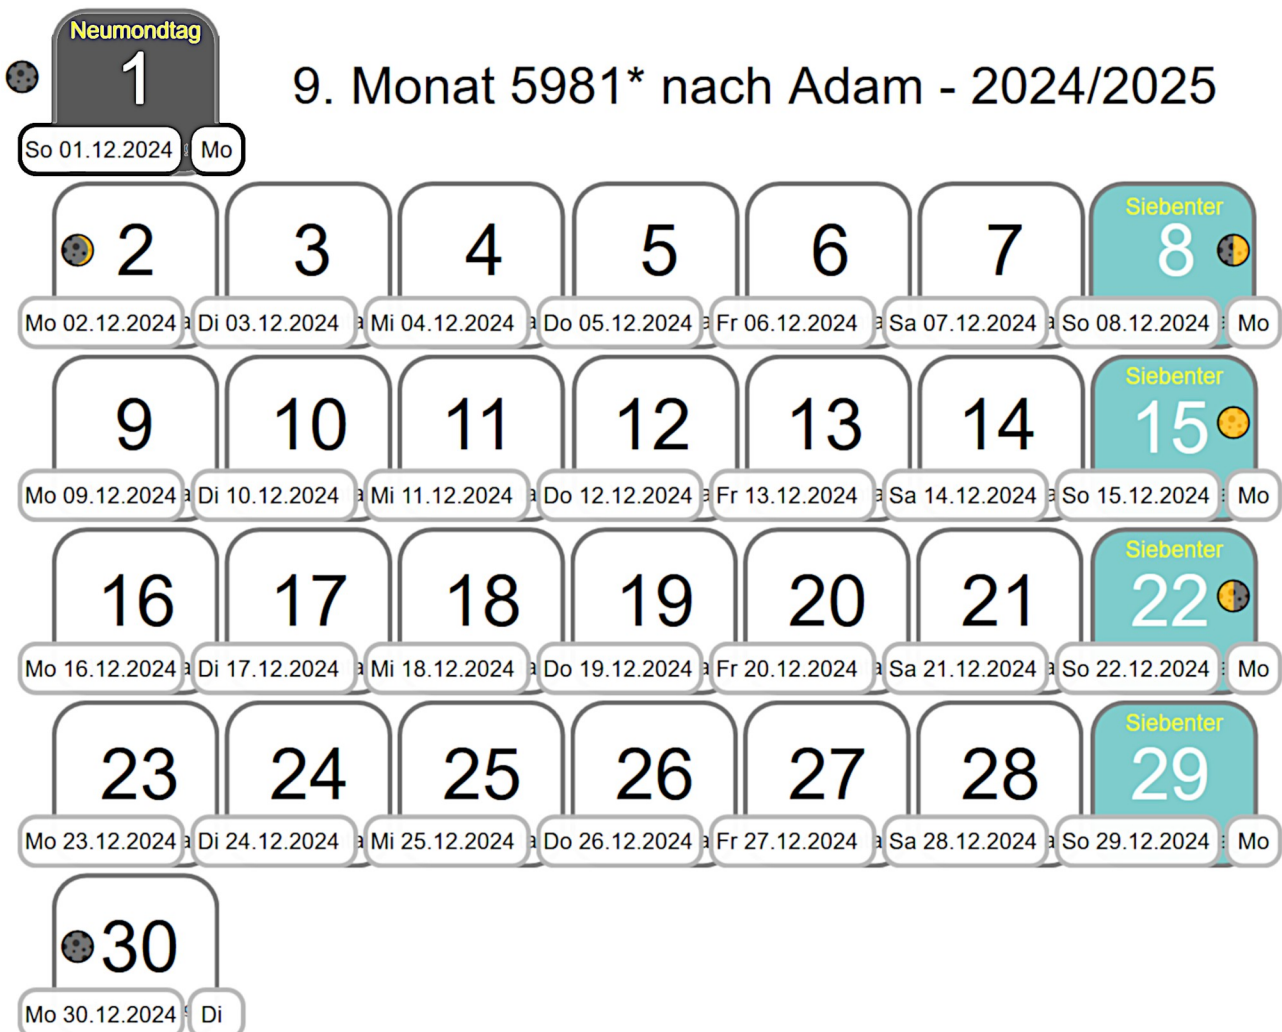 Neumondtag
1
9. Monat 5981* nach Adam - 2024/2025
So 01.12.2024 Mo
Siebenter
2 3 4 5 6 7 8
Mo 02.12.2024 Di 03.12.2024 Mi 04.12.2024 Do 05.12.2024 Fr 06.12.2024 Sa 07.12.2024 So 08.12.2024 Mo
Siebenter
9 10 11 12 13 14 15
Mo 09.12.2024 Di 10.12.2024 Mi 11.12.2024 Do 12.12.2024 Fr 13.12.2024 Sa 14.12.2024 So 15.12.2024 Mo
Siebenter
16 17 18 19 20 21 22
Mo 16.12.2024 Di 17.12.2024 Mi 18.12.2024 Do 19.12.2024 Fr 20.12.2024 Sa 21.12.2024 So 22.12.2024 Mo
Siebenter
23 24 25 26 27 28 29
Mo 23.12.2024 Di 24.12.2024 Mi 25.12.2024 Do 26.12.2024 Fr 27.12.2024 Sa 28.12.2024 So 29.12.2024 Mo
30
Mo 30.12.2024 Di